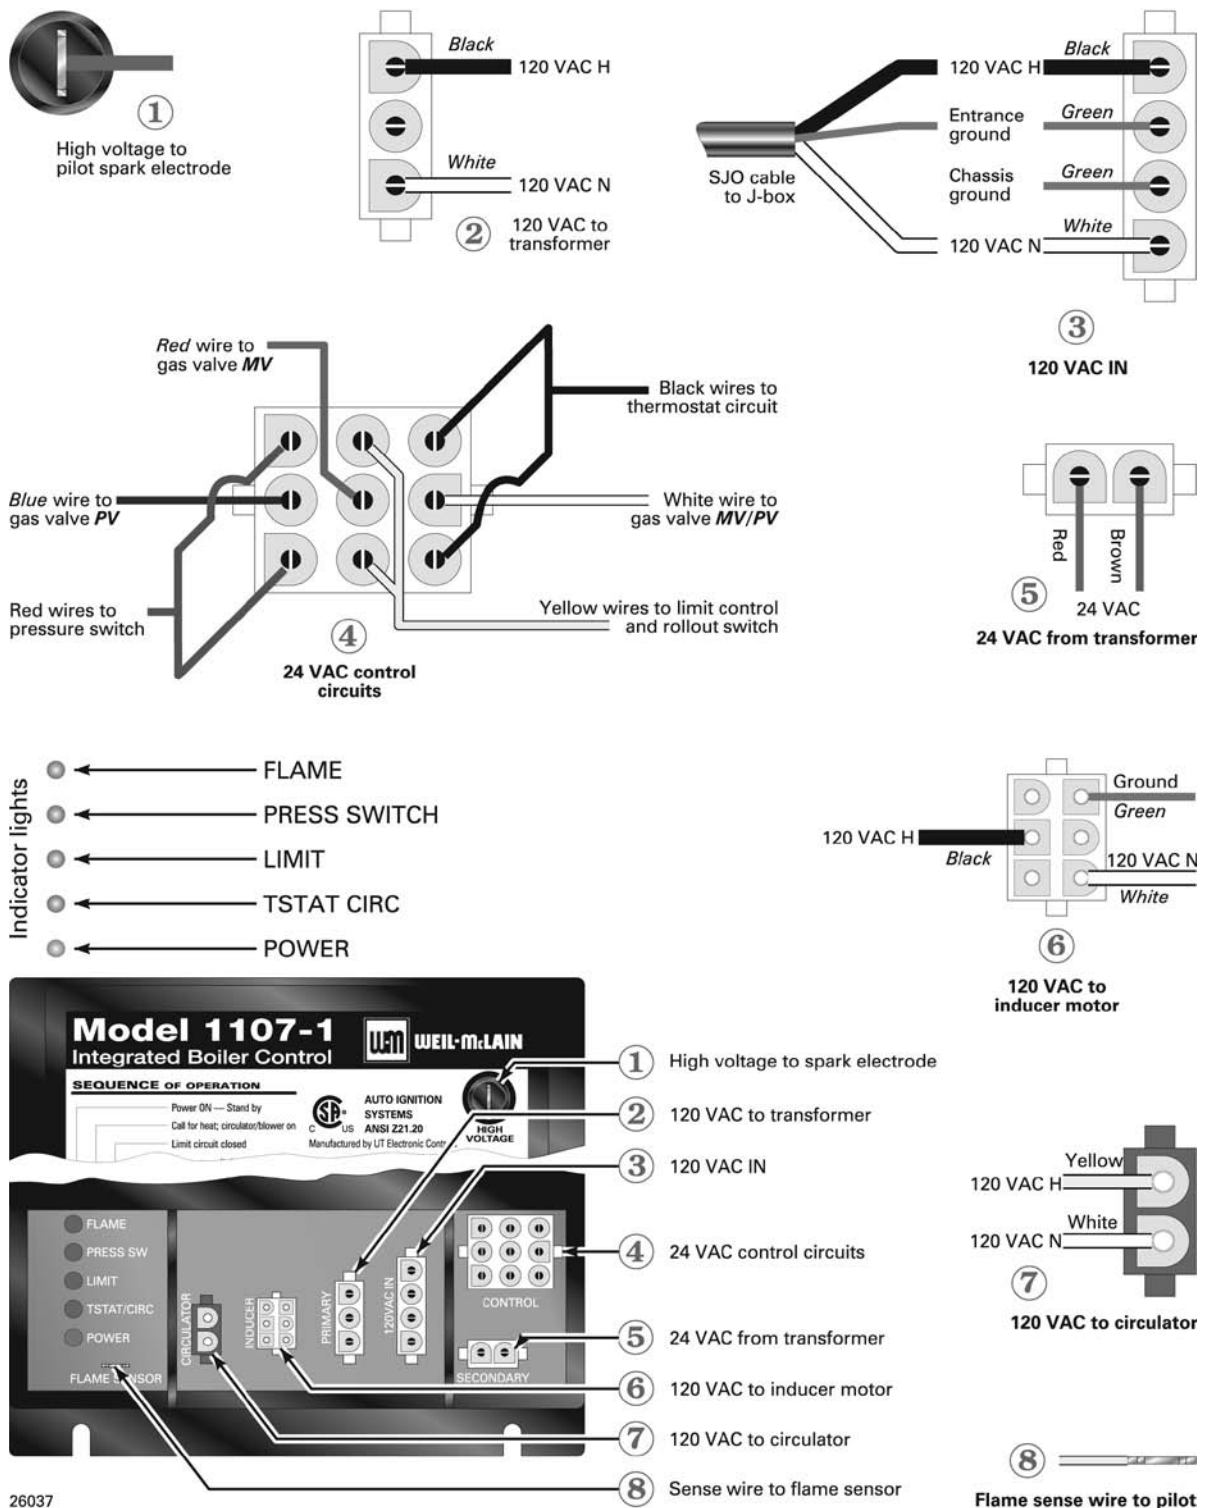 1
High voltage to
pilot spark electrode
Black
120 VAC H
White
120 VAC N
2
120 VAC to
transformer
Black
120 VAC H
Entrance
ground
Green
Chassis
ground
Green
White
120 VAC N
SJO cable
to J-box
3
120 VAC IN
Red wire to
gas valve MV
Black wires to
thermostat circuit
Blue wire to
gas valve PV
White wire to
gas valve MV/PV
Red wires to
pressure switch
Yellow wires to limit control
and rollout switch
4
24 VAC control
circuits
Red
Brown
5
24 VAC
24 VAC from transformer
Indicator lights
FLAME
PRESS SWITCH
LIMIT
TSTAT CIRC
POWER
Ground
Green
120 VAC H
Black
120 VAC N
White
6
120 VAC to
inducer motor
Model 1107-1
Integrated Boiler Control
W-M WEIL-McLAIN
SEQUENCE OF OPERATION
Power ON — Stand by
Call for heat; circulator/blower on
Limit circuit closed
C US
AUTO IGNITION
SYSTEMS
ANSI Z21.20
Manufactured by UT Electronic
HIGH
VOLTAGE
1 High voltage to spark electrode
2 120 VAC to transformer
3 120 VAC IN
4 24 VAC control circuits
5 24 VAC from transformer
6 120 VAC to inducer motor
7 120 VAC to circulator
8 Sense wire to flame sensor
FLAME
PRESS SW
LIMIT
TSTAT/CIRC
POWER
FLAME SENSOR
CIRCULATOR
INDUCER
PRIMARY
120VAC IN
CONTROL
SECONDARY
Yellow
120 VAC H
White
120 VAC N
7
120 VAC to circulator
8
Flame sense wire to pilot
26037